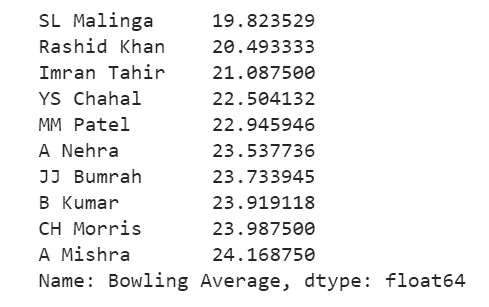 SL Malinga 19.823529
Rashid Khan 20.493333
Imran Tahir 21.087500
YS Chahal 22.504132
MM Patel 22.945946
A Nehra 23.537736
JJ Bumrah 23.733945
B Kumar 23.919118
CH Morris 23.987500
A Mishra 24.168750
Name: Bowling Average, dtype: float64